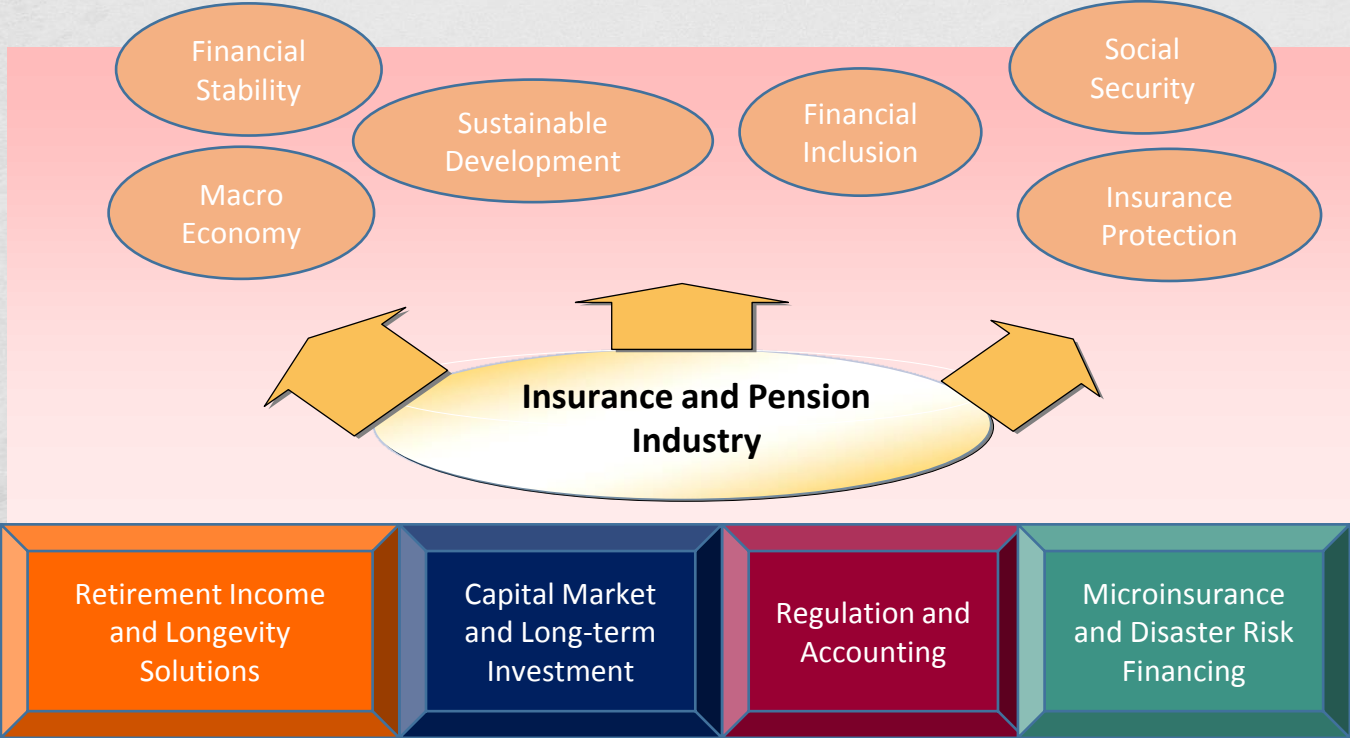 Financial
Stability
Sustainable
Development
Financial
Inclusion
Social
Security
Macro
Economy
Insurance
Protection
Insurance and Pension
Industry
Retirement Income
and Longevity
Solutions
Capital Market
and Long-term
Investment
Regulation and
Accounting
Microinsurance
and Disaster Risk
Financing